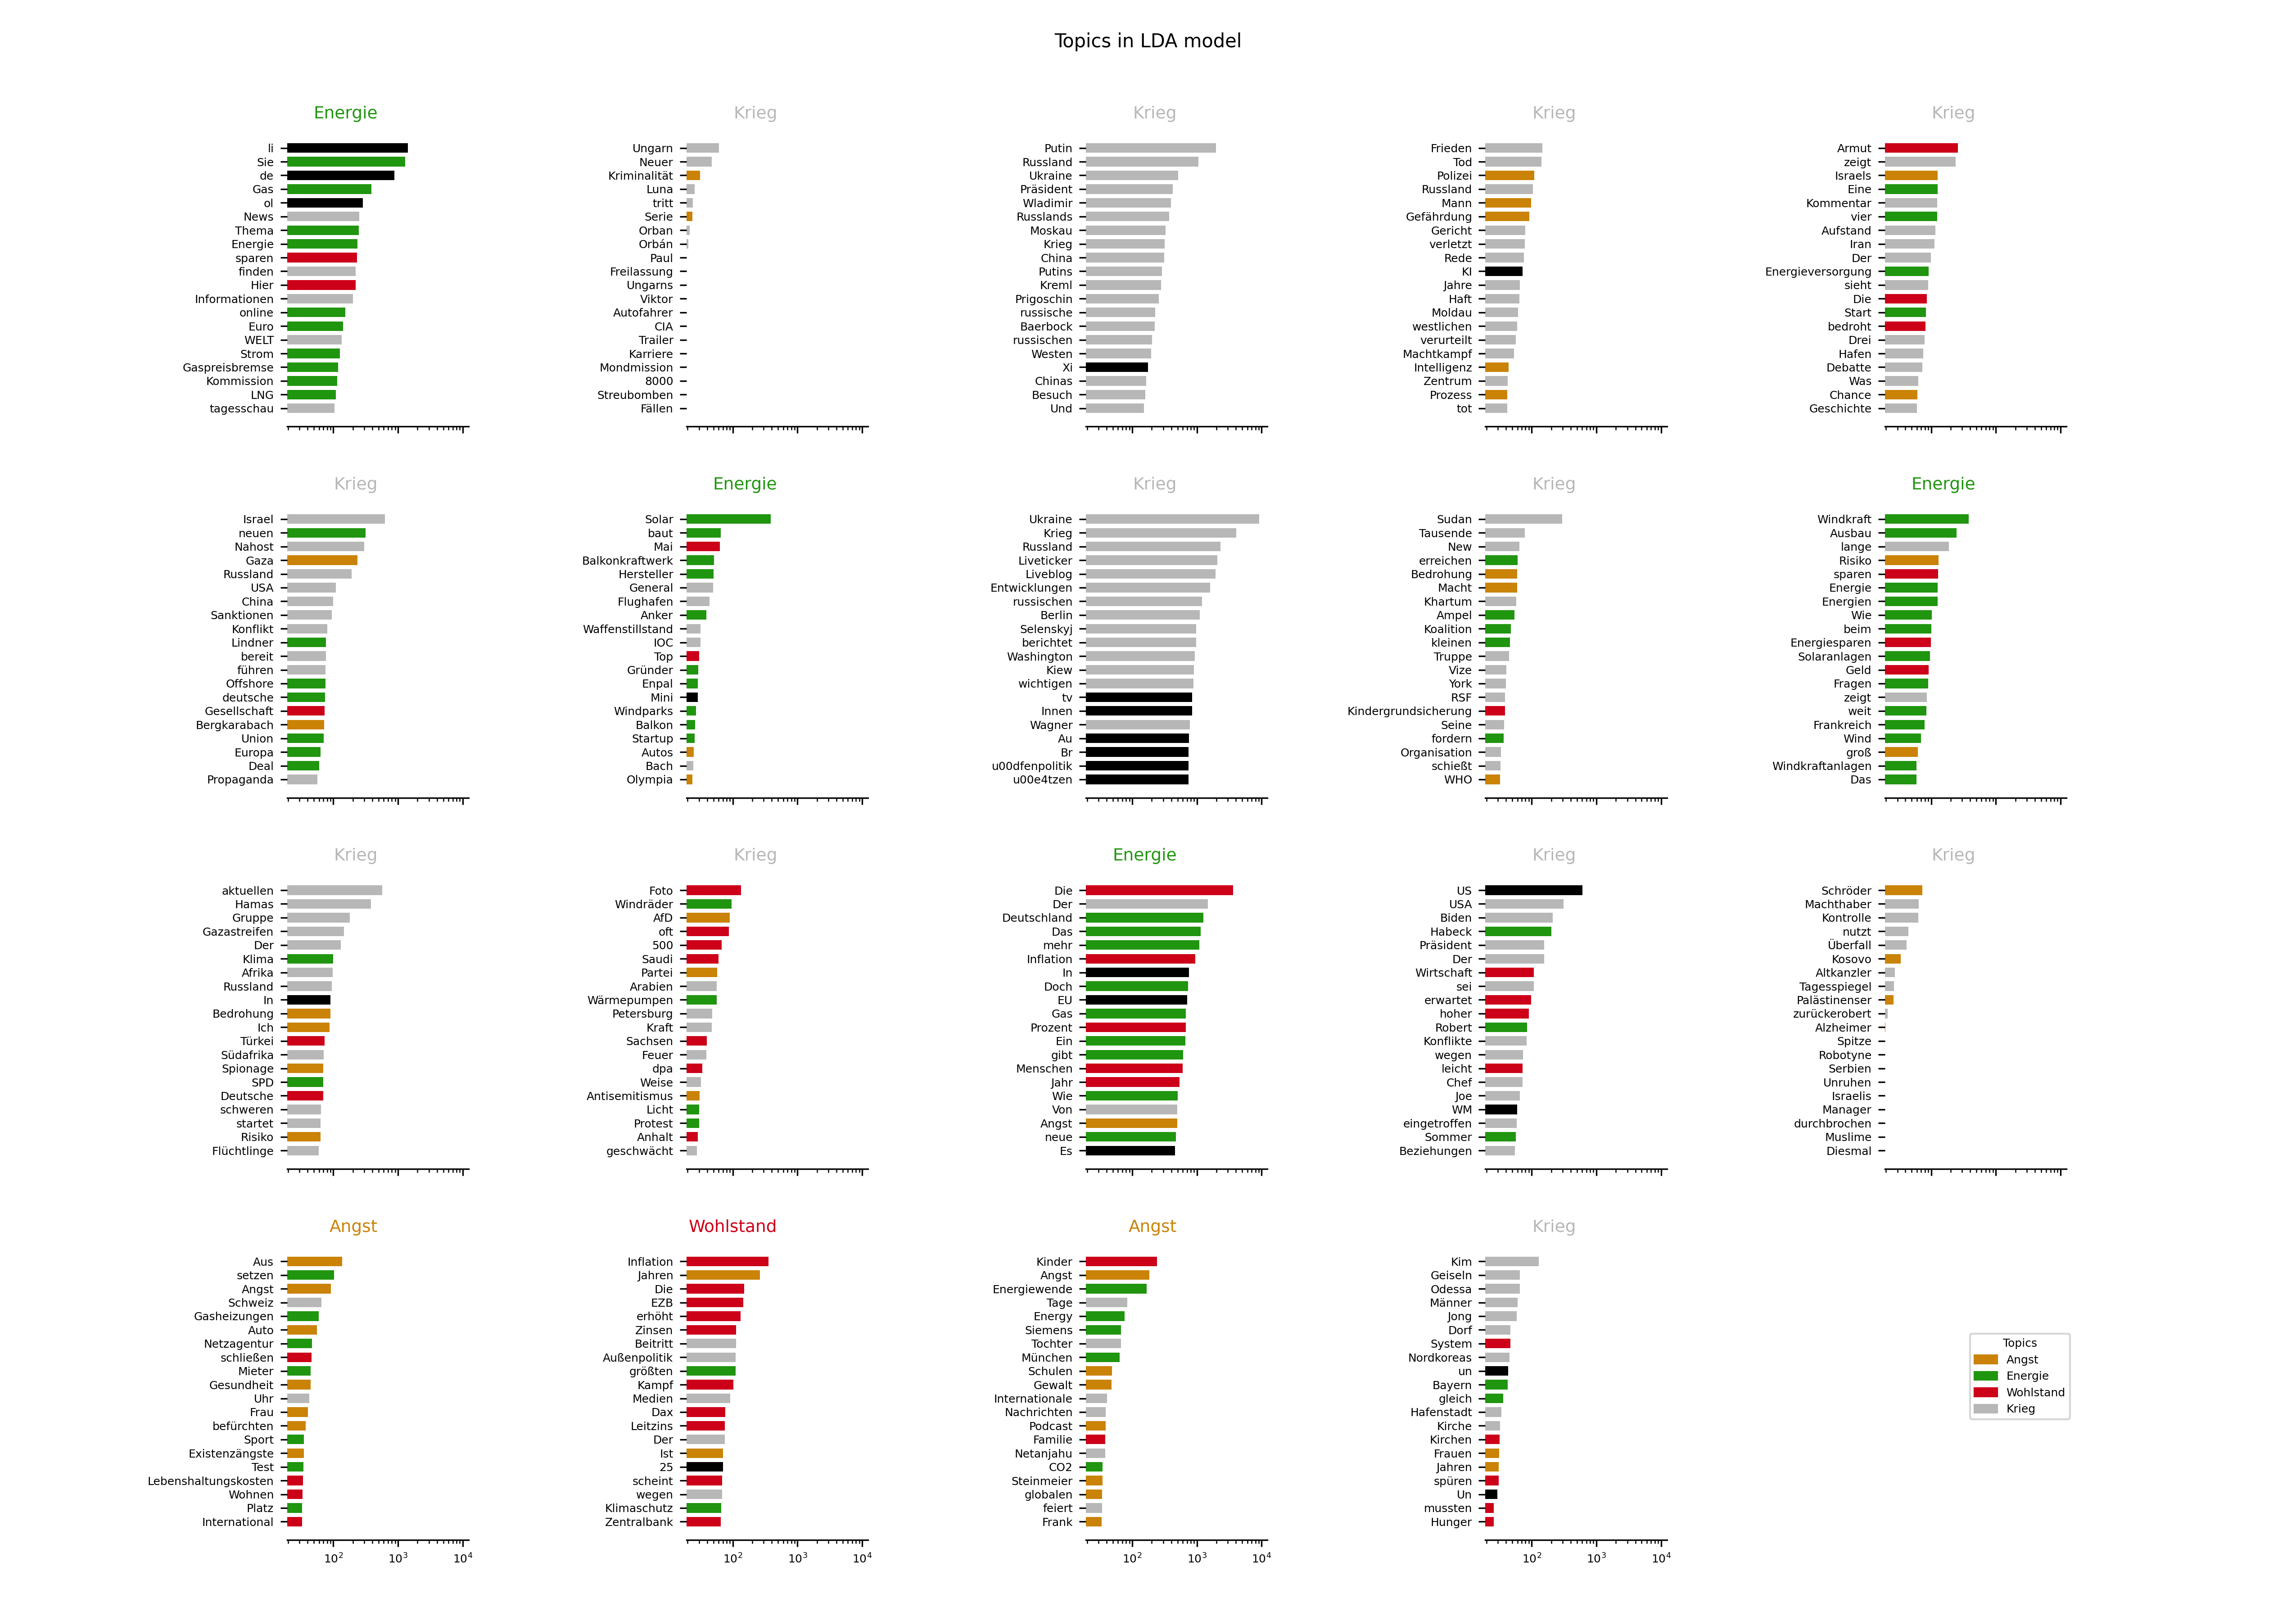 Topics in LDA model
Energie
li
Sie
de
Gas
ol
News
Thema
Energie
sparen
finden
Hier
Informationen
online
Euro
WELT
Strom
Gaspreisbremse
Kommission
LNG
tagesschau
Krieg
Ungarn
Neuer
Kriminalität
Luna
tritt
Serie
Orban
Orbán
Paul
Freilassung
Ungarns
Viktor
Autofahrer
CIA
Trailer
Karriere
Mondmission
8000
Streubomben
Fällen
Krieg
Putin
Russland
Ukraine
Präsident
Wladimir
Russlands
Moskau
Krieg
China
Putins
Kreml
Prigoschin
russische
Baerbock
russischen
Westen
Xi
Chinas
Besuch
Und
Krieg
Frieden
Tod
Polizei
Russland
Mann
Gefährdung
Gericht
verletzt
Rede
KI
Jahre
Haft
Moldau
westlichen
verurteilt
Machtkampf
Intelligenz
Zentrum
Prozess
tot
Krieg
Armut
zeigt
Israels
Eine
Kommentar
vier
Aufstand
Iran
Der
Energieversorgung
sieht
Die
Start
bedroht
Drei
Hafen
Debatte
Was
Chance
Geschichte
Krieg
Israel
neuen
Nahost
Gaza
Russland
USA
China
Sanktionen
Konflikt
Lindner
bereit
führen
Offshore
deutsche
Gesellschaft
Bergkarabach
Union
Europa
Deal
Propaganda
Energie
Solar
baut
Mai
Balkonkraftwerk
Hersteller
General
Flughafen
Anker
Waffenstillstand
IOC
Top
Gründer
Enpal
Mini
Windparks
Balkon
Startup
Autos
Bach
Olympia
Krieg
Ukraine
Krieg
Russland
Liveticker
Liveblog
Entwicklungen
russischen
Berlin
Selenskyj
berichtet
Washington
Kiew
wichtigen
tv
Innen
Wagner
Au
Br
u00dfenpolitik
u00e4tzen
Krieg
Sudan
Tausende
New
erreichen
Bedrohung
Macht
Khartum
Ampel
Koalition
kleinen
Truppe
Vize
York
RSF
Kindergrundsicherung
Seine
fordern
Organisation
schießt
WHO
Energie
Windkraft
Ausbau
lange
Risiko
sparen
Energie
Energien
Wie
beim
Energiesparen
Solaranlagen
Geld
Fragen
zeigt
weit
Frankreich
Wind
groß
Windkraftanlagen
Das
Krieg
aktuellen
Hamas
Gruppe
Gazastreifen
Der
Klima
Afrika
Russland
In
Bedrohung
Ich
Türkei
Südafrika
Spionage
SPD
Deutsche
schweren
startet
Risiko
Flüchtlinge
Krieg
Foto
Windräder
AfD
oft
500
Saudi
Partei
Arabien
Wärmepumpen
Petersburg
Kraft
Sachsen
Feuer
dpa
Weise
Antisemitismus
Licht
Protest
Anhalt
geschwächt
Energie
Die
Der
Deutschland
Das
mehr
Inflation
In
Doch
EU
Gas
Prozent
Ein
gibt
Menschen
Jahr
Wie
Von
Angst
neue
Es
Krieg
US
USA
Biden
Habeck
Präsident
Der
Wirtschaft
sei
erwartet
hoher
Robert
Konflikte
wegen
leicht
Chef
Joe
WM
eingetroffen
Sommer
Beziehungen
Krieg
Schröder
Machthaber
Kontrolle
nutzt
Überfall
Kosovo
Altkanzler
Tagesspiegel
Palästinenser
zurückerobert
Alzheimer
Spitze
Robotyne
Serbien
Unruhen
Israelis
Manager
durchbrochen
Muslime
Diesmal
Angst
Aus
setzen
Angst
Schweiz
Gasheizungen
Auto
Netzagentur
schließen
Mieter
Gesundheit
Uhr
Frau
befürchten
Sport
Existenzängste
Test
Lebenshaltungskosten
Wohnen
Platz
International
10² 10³ 10⁴
Wohlstand
Inflation
Jahren
Die
EZB
erhöht
Zinsen
Beitritt
Außenpolitik
größten
Kampf
Medien
Dax
Leitzins
Der
Ist
25
scheint
wegen
Klimaschutz
Zentralbank
10² 10³ 10⁴
Angst
Kinder
Angst
Energiewende
Tage
Energy
Siemens
Tochter
München
Schulen
Gewalt
Internationale
Nachrichten
Podcast
Familie
Netanjahu
CO2
Steinmeier
globalen
feiert
Frank
10² 10³ 10⁴
Krieg
Kim
Geiseln
Odessa
Männer
Jong
Dorf
System
Nordkoreas
un
Bayern
gleich
Hafenstadt
Kirche
Kirchen
Frauen
Jahren
spüren
Un
mussten
Hunger
10² 10³ 10⁴
Topics
Angst
Energie
Wohlstand
Krieg